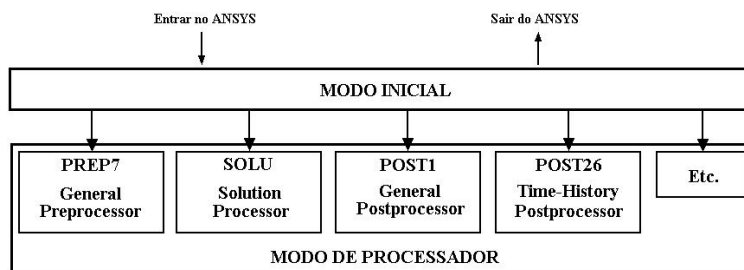 Entrar no ANSYS
Sair do ANSYS
MODO INICIAL
PREP7
General
Preprocessor
SOLU
Solution
Processor
POST1
General
Postprocessor
POST26
Time-History
Postprocessor
Etc.
MODO DE PROCESSADOR